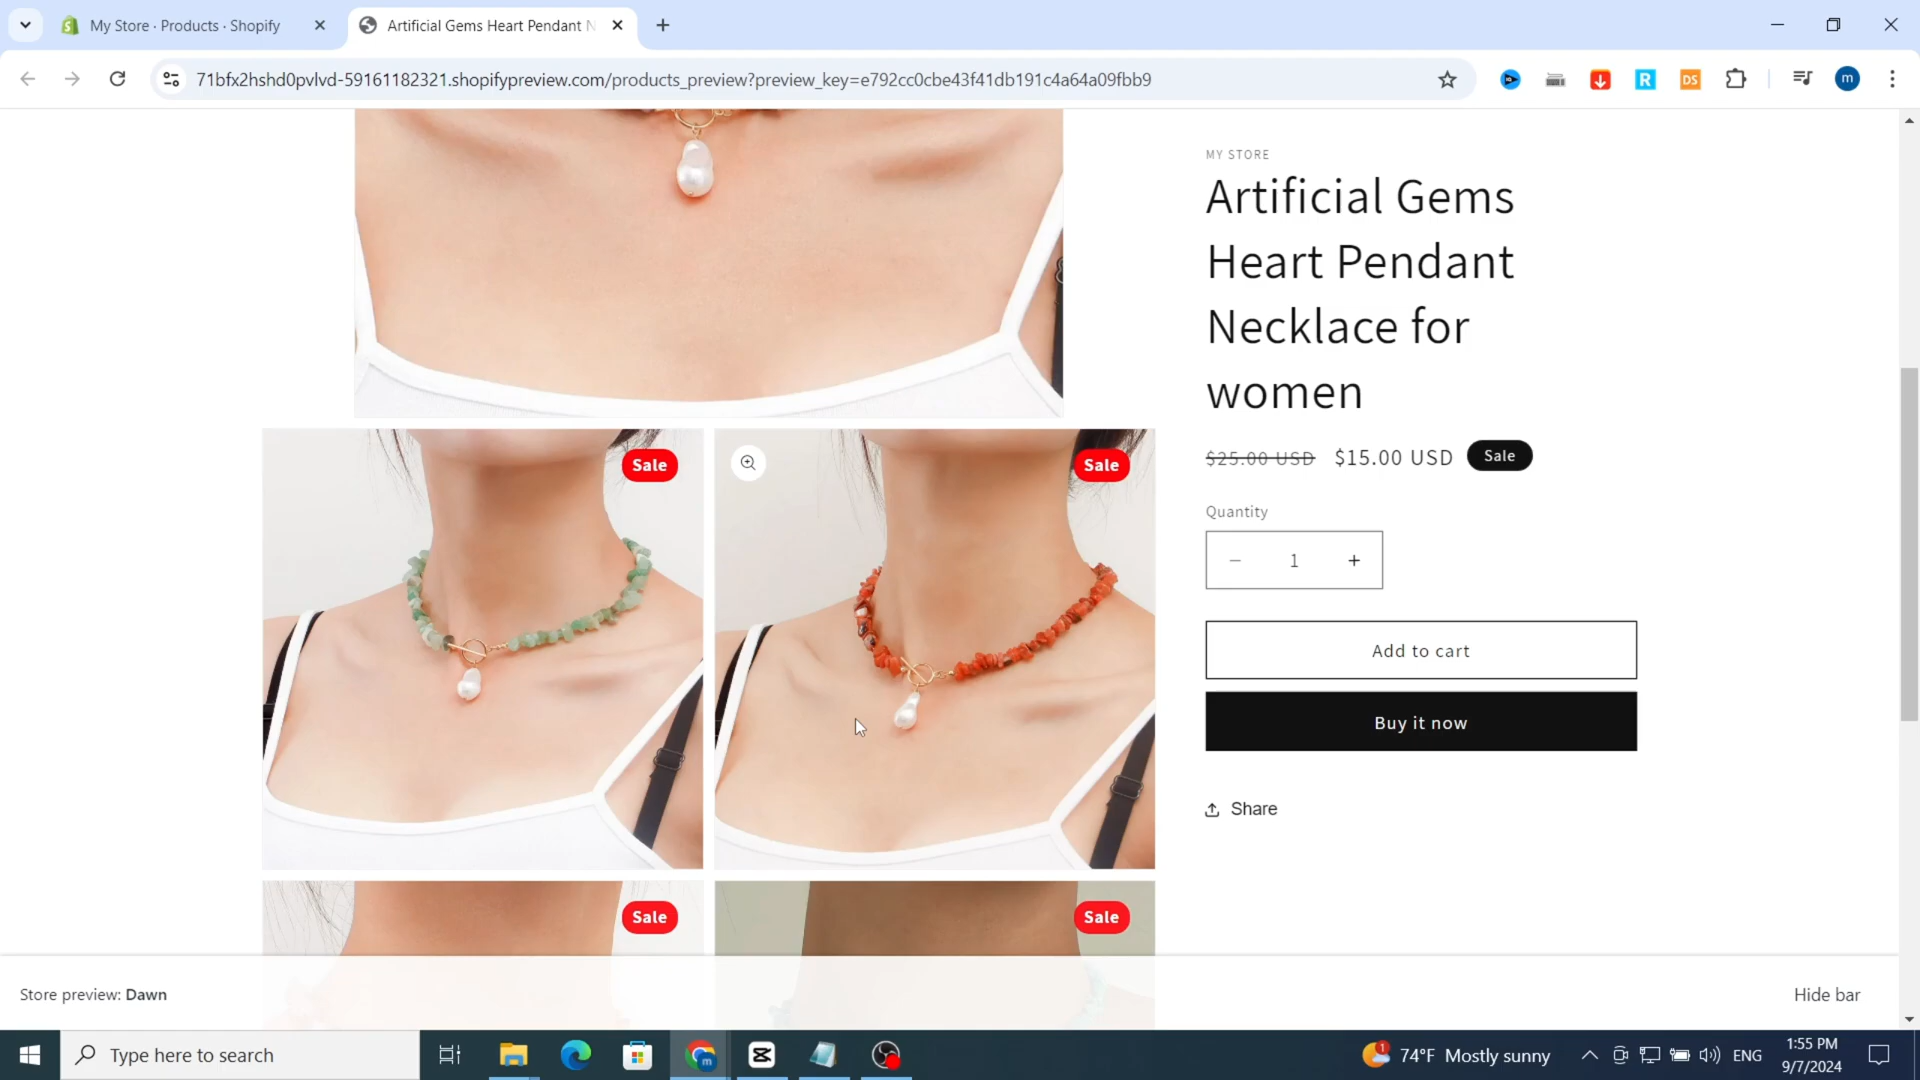 My Store · Products · Shopify
Artificial Gems Heart Pendant N
71bfx2hshd0pvlvd-59161182321.shopifypreview.com/products_preview?preview_key=e792cc0cbe43f41db191c4a64a09fbb9
R
DS
m
MY STORE
Artificial Gems
Heart Pendant
Necklace for
women
$25.00 USD $15.00 USD Sale
Sale
Sale
Quantity
1
Add to cart
Buy it now
Share
Sale
Sale
Store preview: Dawn
Hide bar
Type here to search
m
1
74°F Mostly sunny
ENG
1:55 PM
9/7/2024